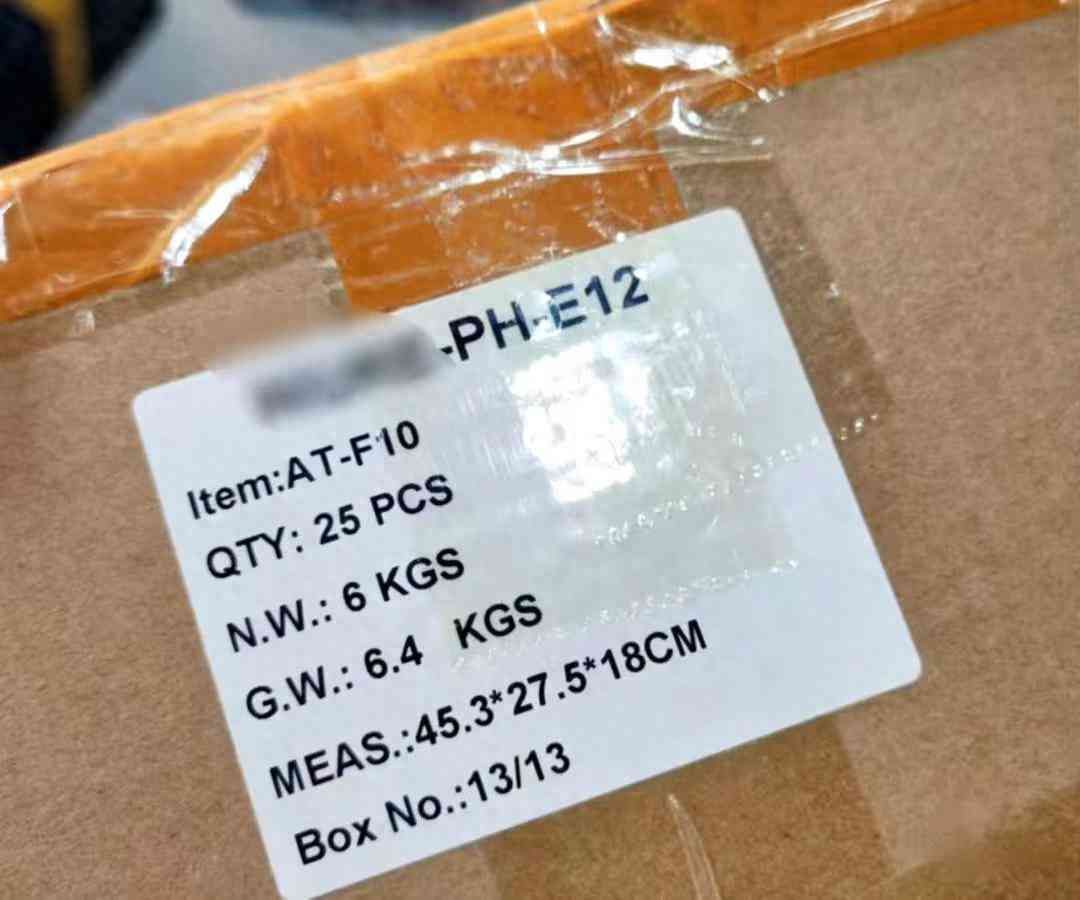 -PH-E12
Item:AT-F10
QTY: 25 PCS
N.W.: 6 KGS
G.W.: 6.4 KGS
MEAS.:45.3*27.5*18CM
Box No.:13/13